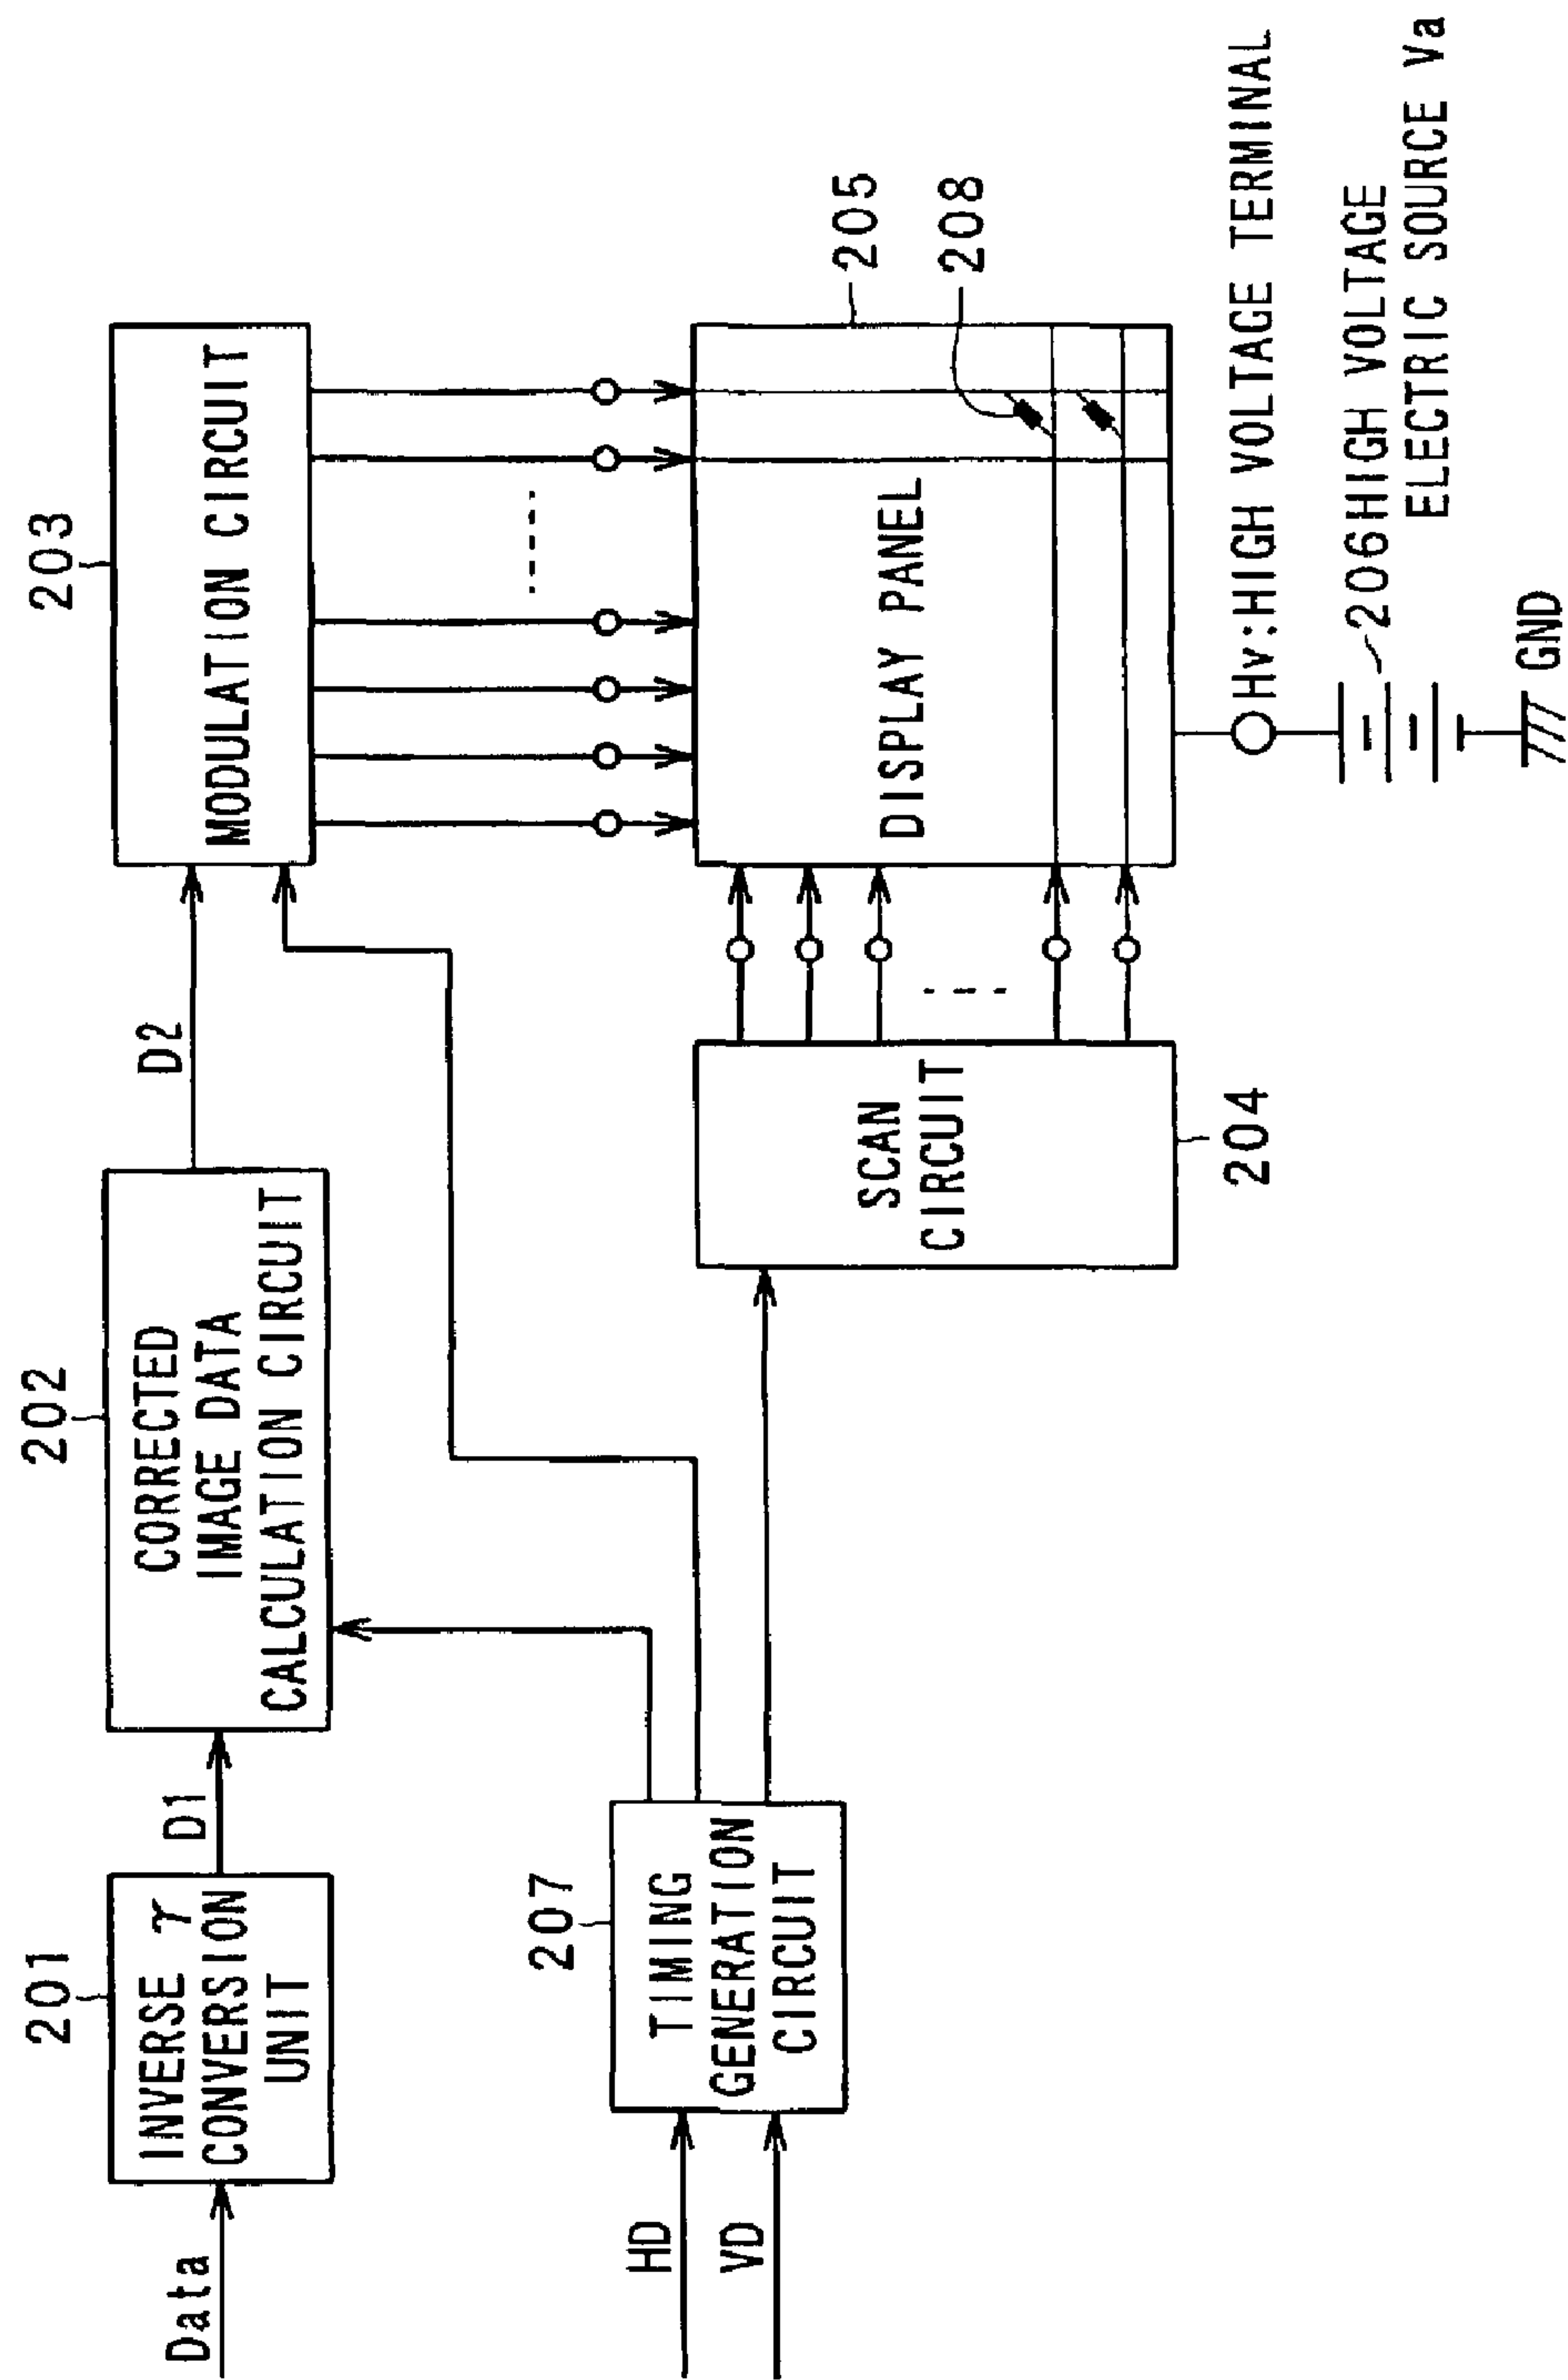 201
202
203
INVERSE γ
CONVERSION
UNIT
CORRECTED
IMAGE DATA
CALCULATION CIRCUIT
MODULATION CIRCUIT
Data
D1
D2
207
TIMING
GENERATION
CIRCUIT
HD
VD
SCAN
CIRCUIT
204
DISPLAY PANEL
205
208
Hv:HIGH VOLTAGE TERMINAL
206HIGH VOLTAGE
ELECTRIC SOURCE Va
GND